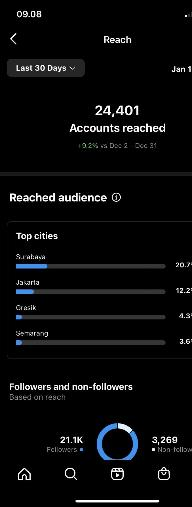 09.08
Reach
Last 30 Days
Jan 1
24,401
Accounts reached
+9.2% vs Dec 2 - Dec 31
Reached audience
Top cities
Surabaya
20.7
Jakarta
12.2
Gresik
4.3
Semarang
3.6
Followers and non-followers
Based on reach
21.1K
Followers
3,269
Non-follow